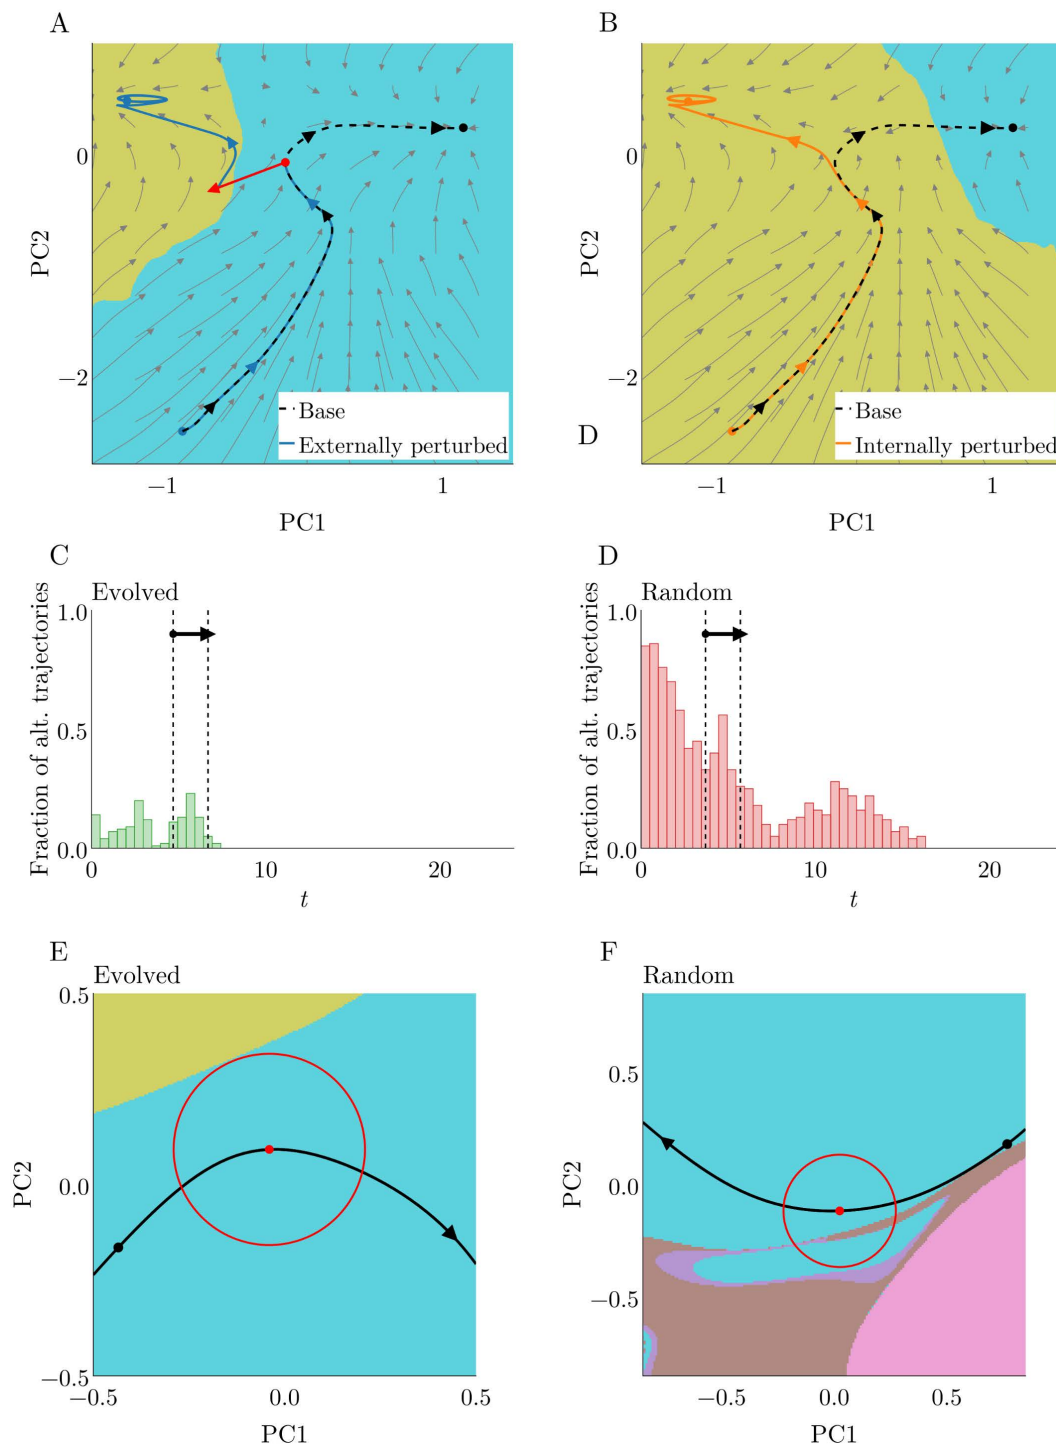 A
B
PC2
0
−2
−1
1
PC1
Base
Externally perturbed
PC2
0
−2
−1
1
PC1
D
Base
Internally perturbed
C
Evolved
Fraction of alt. trajectories
1.0
0.5
0.0
0
10
20
t
D
Random
Fraction of alt. trajectories
1.0
0.5
0.0
0
10
20
t
E
Evolved
PC2
0.5
0.0
−0.5
−0.5
0.0
0.5
PC1
F
Random
PC2
0.5
0.0
−0.5
−0.5
0.0
0.5
PC1